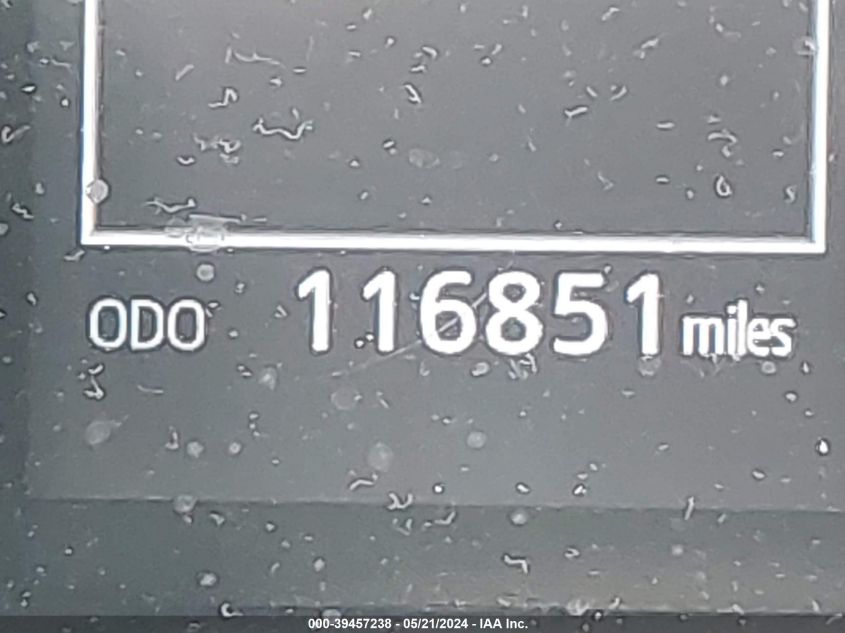 ODO 116851 miles
000-39457238 - 05/21/2024 - IAA Inc.